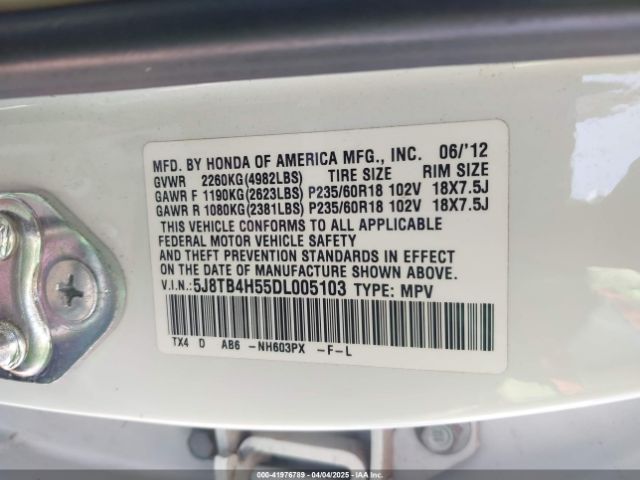 MFD. BY HONDA OF AMERICA MFG., INC. 06/'12
GVWR 2260KG(4982LBS) TIRE SIZE RIM SIZE
GAWR F 1190KG(2623LBS) P235/60R18 102V 18X7.5J
GAWR R 1080KG(2381LBS) P235/60R18 102V 18X7.5J
THIS VEHICLE CONFORMS TO ALL APPLICABLE
FEDERAL MOTOR VEHICLE SAFETY
AND THEFT PREVENTION STANDARDS IN EFFECT
ON THE DATE OF MANUFACTURE SHOWN ABOVE.
V.I.N.: 5J8TB4H55DL005103 TYPE: MPV
TX4 D AB6 -NH603PX -F-L
000-41976789 - 04/04/2025 - IAAI.COM